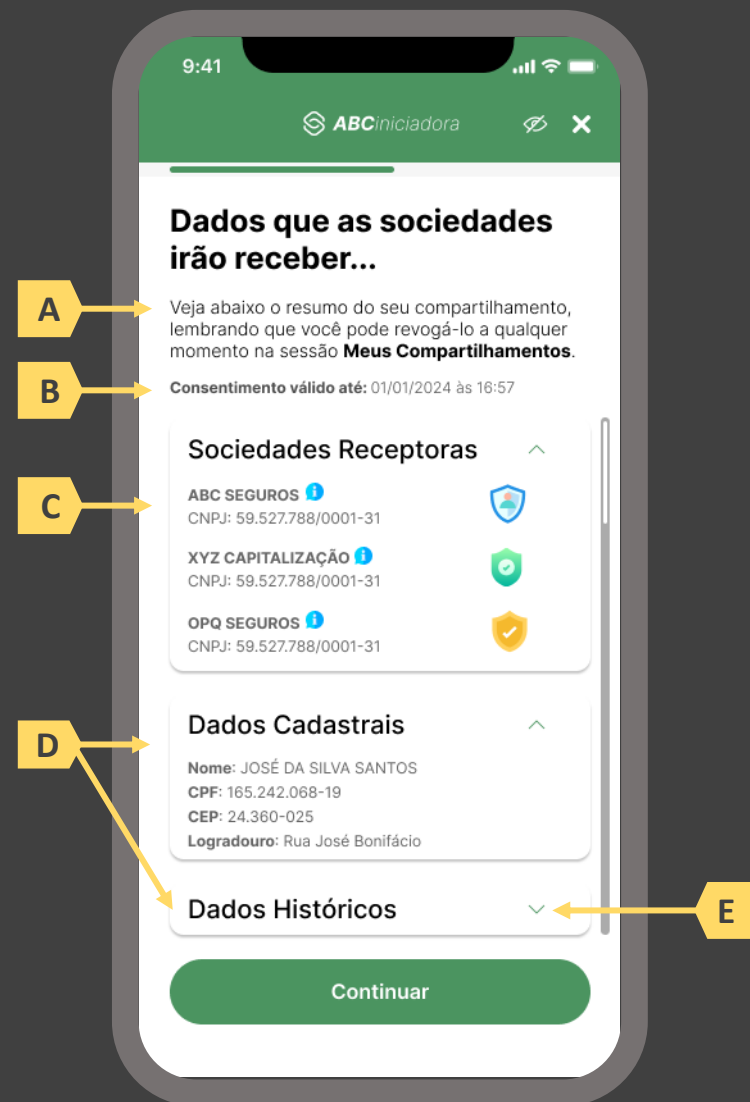 9:41
ABCiniciadora
Dados que as sociedades
irão receber...
A
Veja abaixo o resumo do seu compartilhamento,
lembrando que você pode revogá-lo a qualquer
momento na sessão Meus Compartilhamentos.
B
Consentimento válido até: 01/01/2024 às 16:57
Sociedades Receptoras
C
ABC SEGUROS
CNPJ: 59.527.788/0001-31
XYZ CAPITALIZAÇÃO
CNPJ: 59.527.788/0001-31
OPQ SEGUROS
CNPJ: 59.527.788/0001-31
D
Dados Cadastrais
Nome: JOSÉ DA SILVA SANTOS
CPF: 165.242.068-19
CEP: 24.360-025
Logradouro: Rua José Bonifácio
Dados Históricos
E
Continuar